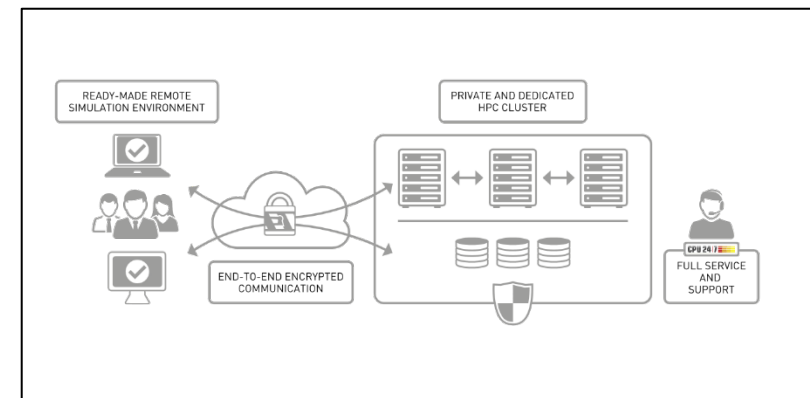 READY-MADE REMOTE
SIMULATION ENVIRONMENT
PRIVATE AND DEDICATED
HPC CLUSTER
END-TO-END ENCRYPTED
COMMUNICATION
CPU 24|7
FULL SERVICE
AND
SUPPORT